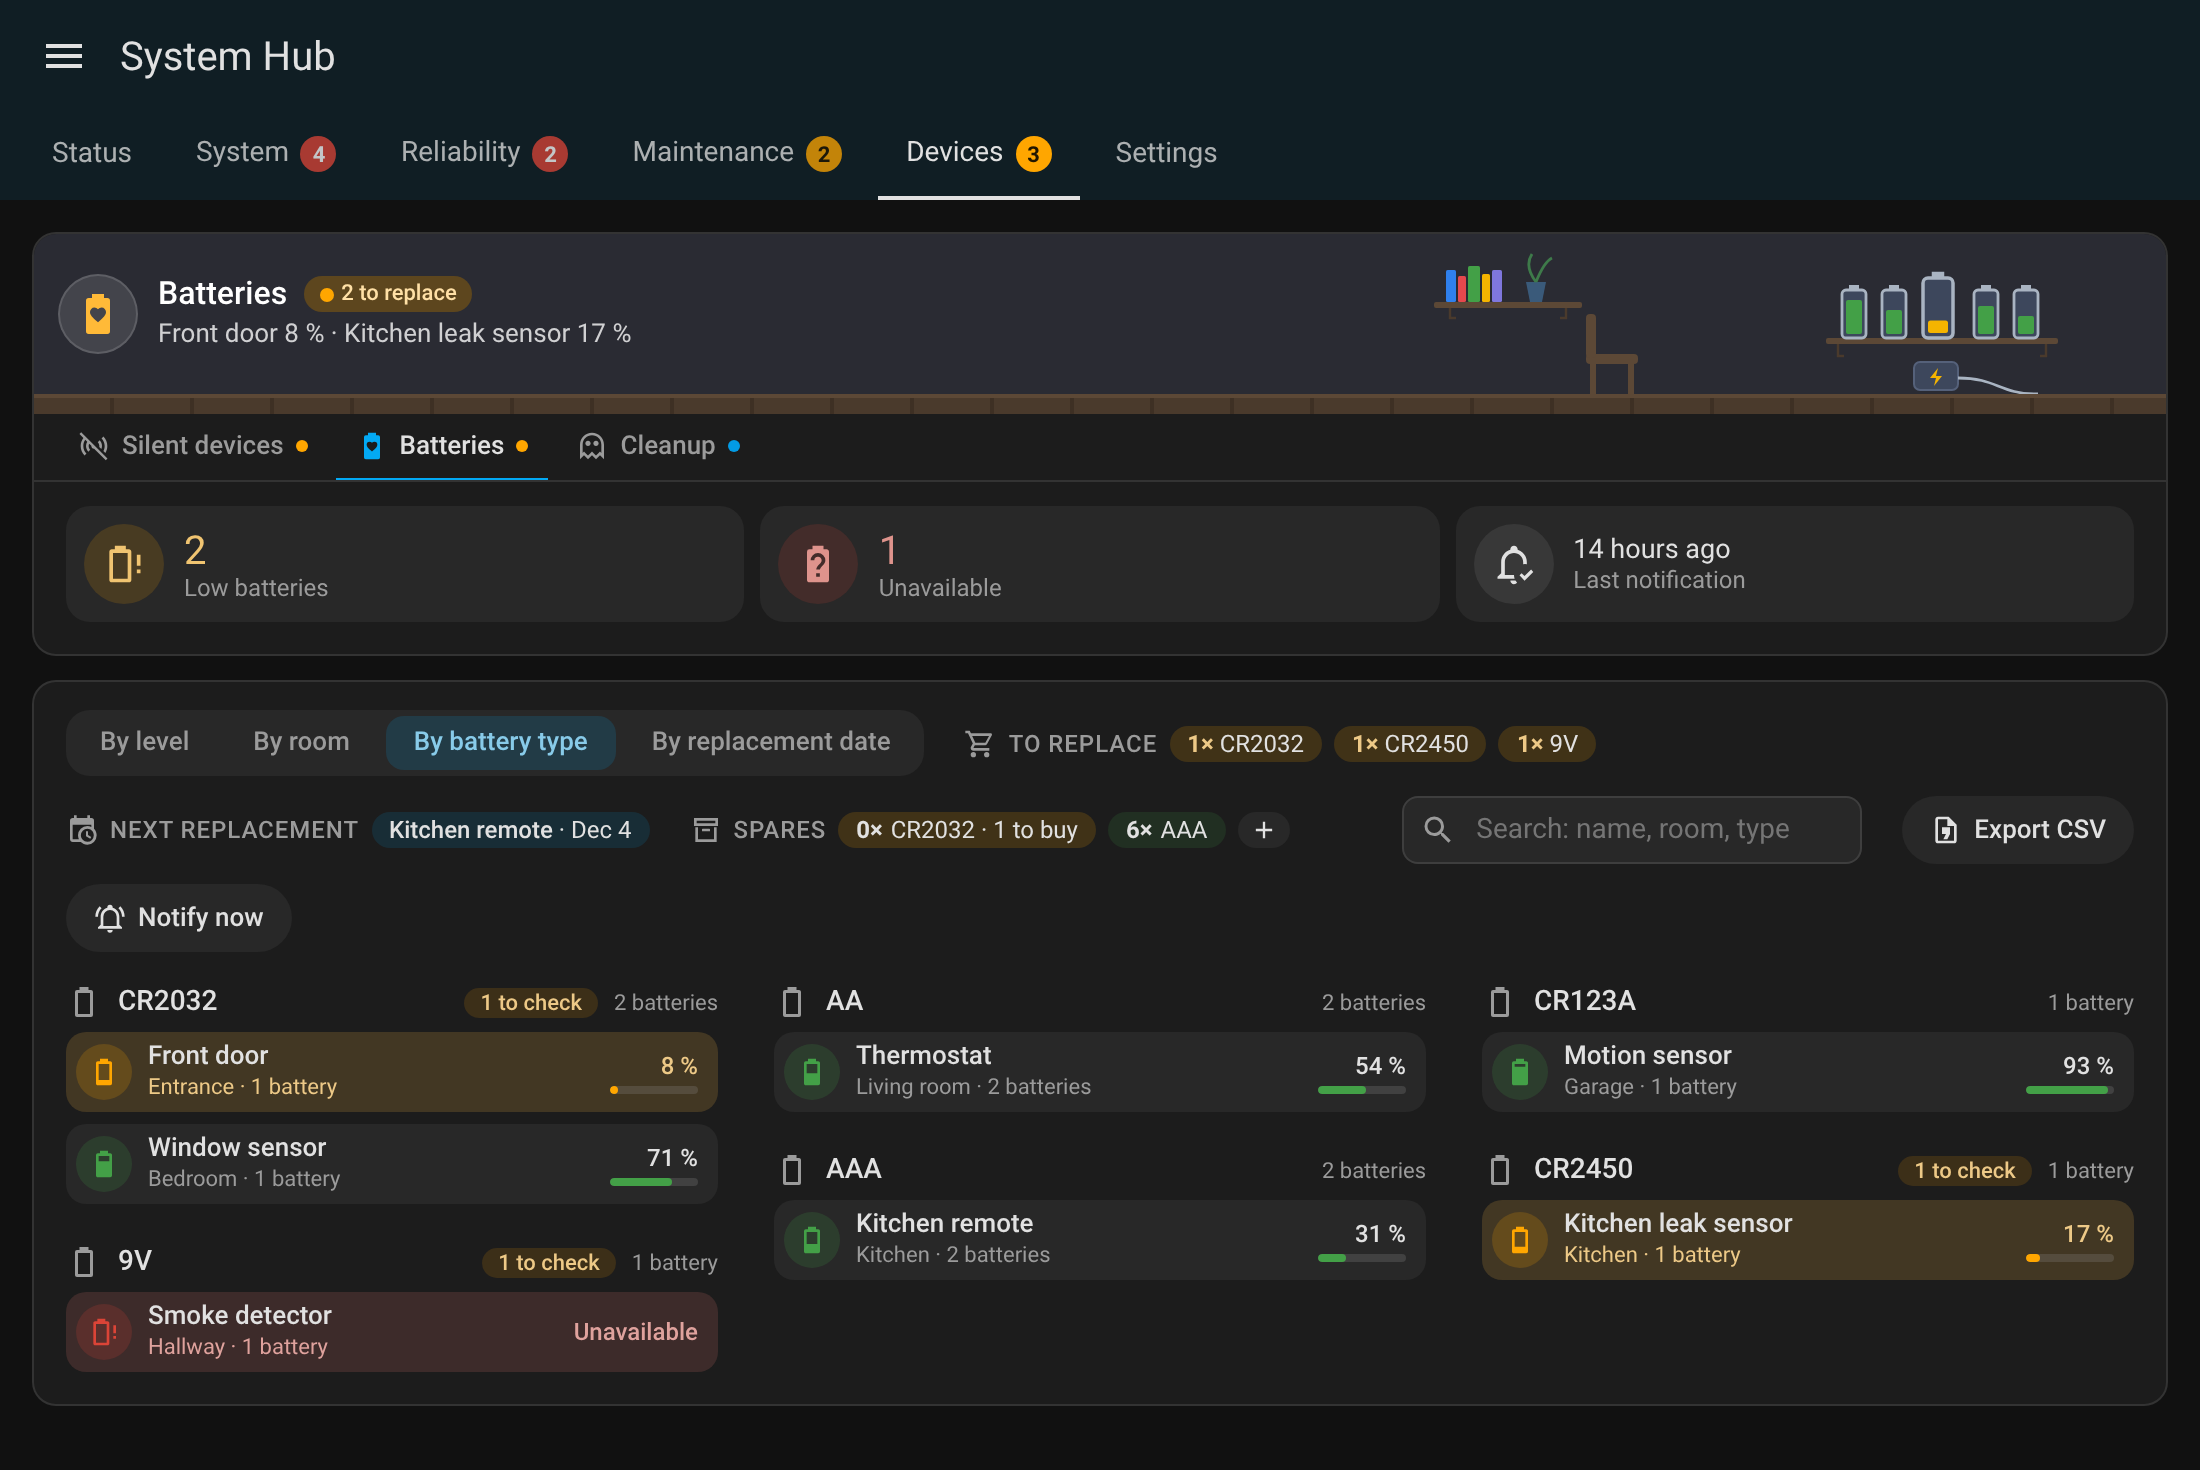 System Hub
Status System 4 Reliability 2 Maintenance 2 Devices 3 Settings
Batteries 2 to replace
Front door 8 % · Kitchen leak sensor 17 %
Silent devices Batteries Cleanup
2
Low batteries
1
Unavailable
14 hours ago
Last notification
By level By room By battery type By replacement date TO REPLACE 1× CR2032 1× CR2450 1× 9V
NEXT REPLACEMENT Kitchen remote · Dec 4 SPARES 0× CR2032 · 1 to buy 6× AAA + Search: name, room, type Export CSV
Notify now
CR2032 1 to check 2 batteries
Front door 8 %
Entrance · 1 battery
Window sensor 71 %
Bedroom · 1 battery
9V 1 to check 1 battery
Smoke detector Unavailable
Hallway · 1 battery
AA 2 batteries
Thermostat 54 %
Living room · 2 batteries
AAA 2 batteries
Kitchen remote 31 %
Kitchen · 2 batteries
CR123A 1 battery
Motion sensor 93 %
Garage · 1 battery
CR2450 1 to check 1 battery
Kitchen leak sensor 17 %
Kitchen · 1 battery